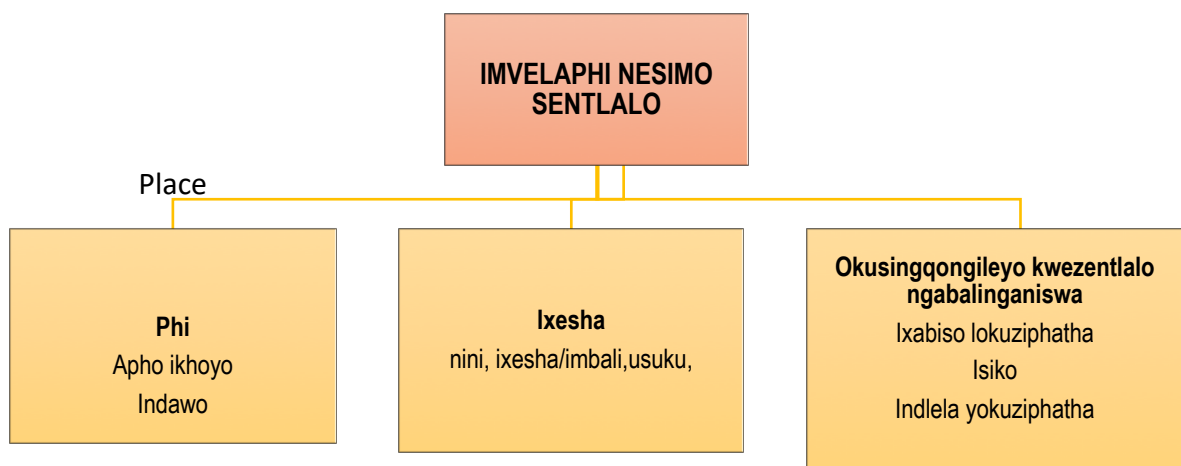 IMVELAPHI NESIMO
SENTLALO
Place
Phi
Apho ikhoyo
Indawo
Ixesha
nini, ixesha/imbali,usuku,
Okusingqongileyo kwezentlalo
ngabalinganiswa
Ixabiso lokuziphatha
Isiko
Indlela yokuziphatha